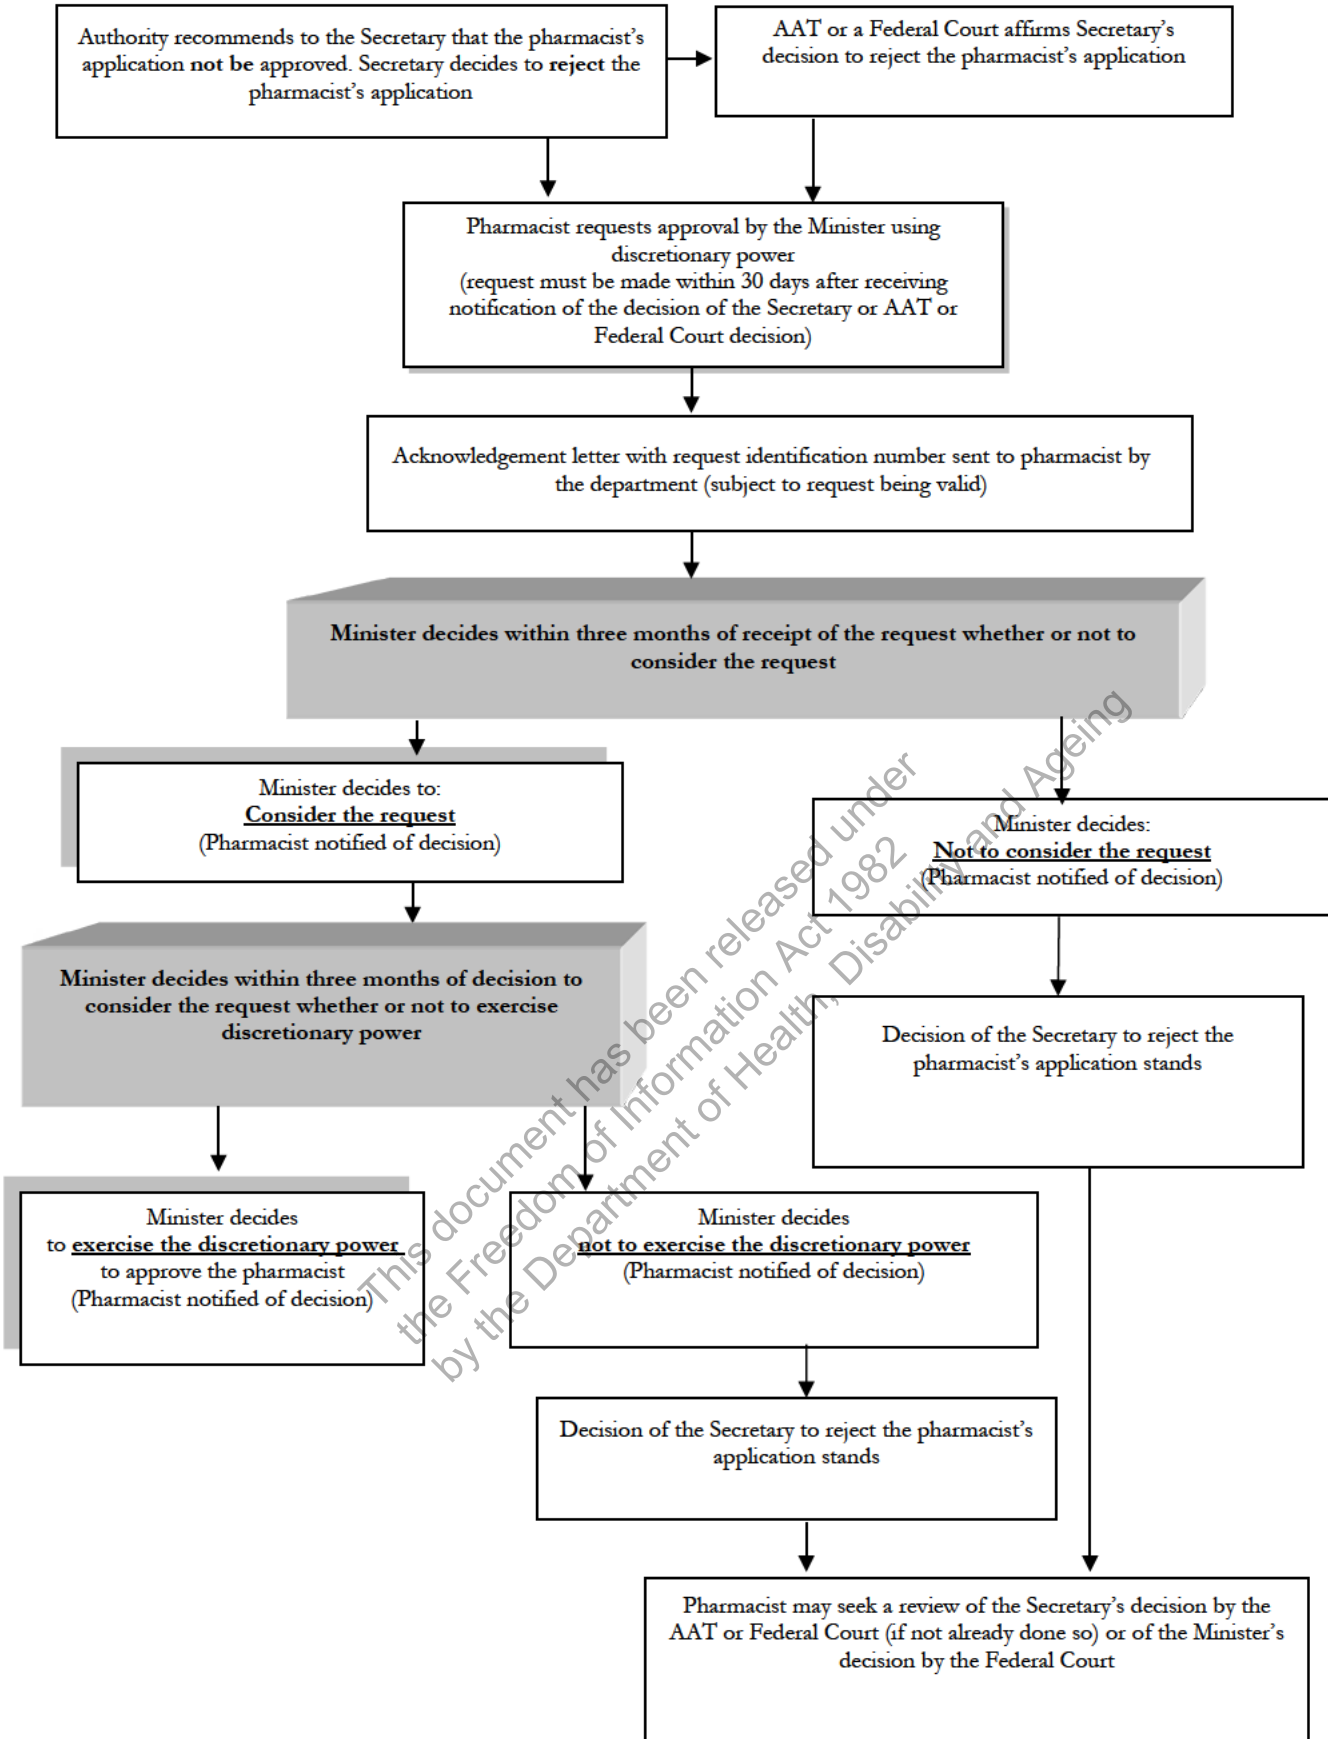 Authority recommends to the Secretary that the pharmacist's
application not be approved. Secretary decides to reject the
pharmacist's application
AAT or a Federal Court affirms Secretary's
decision to reject the pharmacist's application
Pharmacist requests approval by the Minister using
discretionary power
(request must be made within 30 days after receiving
notification of the decision of the Secretary or AAT or
Federal Court decision)
Acknowledgement letter with request identification number sent to pharmacist by
the department (subject to request being valid)
Minister decides within three months of receipt of the request whether or not to
consider the request
Minister decides to:
Consider the request
(Pharmacist notified of decision)
Minister decides:
Not to consider the request
(Pharmacist notified of decision)
Minister decides within three months of decision to
consider the request whether or not to exercise
discretionary power
Decision of the Secretary to reject the
pharmacist's application stands
Minister decides
to exercise the discretionary power
to approve the pharmacist
(Pharmacist notified of decision)
Minister decides
not to exercise the discretionary power
(Pharmacist notified of decision)
Decision of the Secretary to reject the pharmacist's
application stands
Pharmacist may seek a review of the Secretary's decision by the
AAT or Federal Court (if not already done so) or of the Minister's
decision by the Federal Court
This document has been released under
the Freedom of Information Act 1982
by the Department of Health, Disability and Ageing